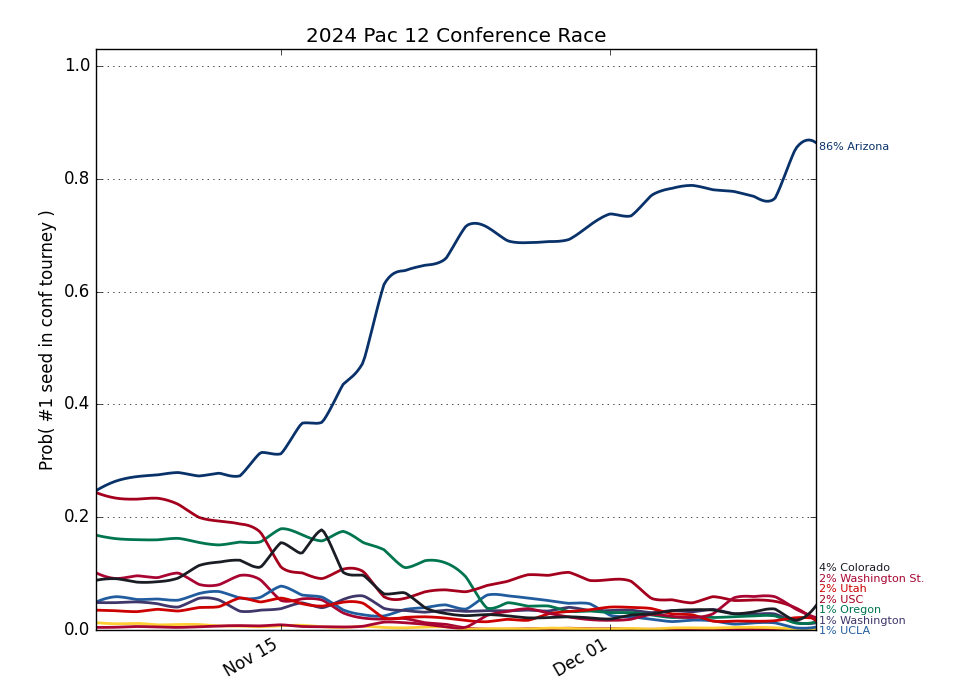 2024 Pac 12 Conference Race
Prob( #1 seed in conf tourney )
1.0
0.8
0.6
0.4
0.2
0.0
Nov 15
Dec 01
86% Arizona
4% Colorado
2% Washington St.
2% Utah
2% USC
1% Oregon
1% Washington
1% UCLA